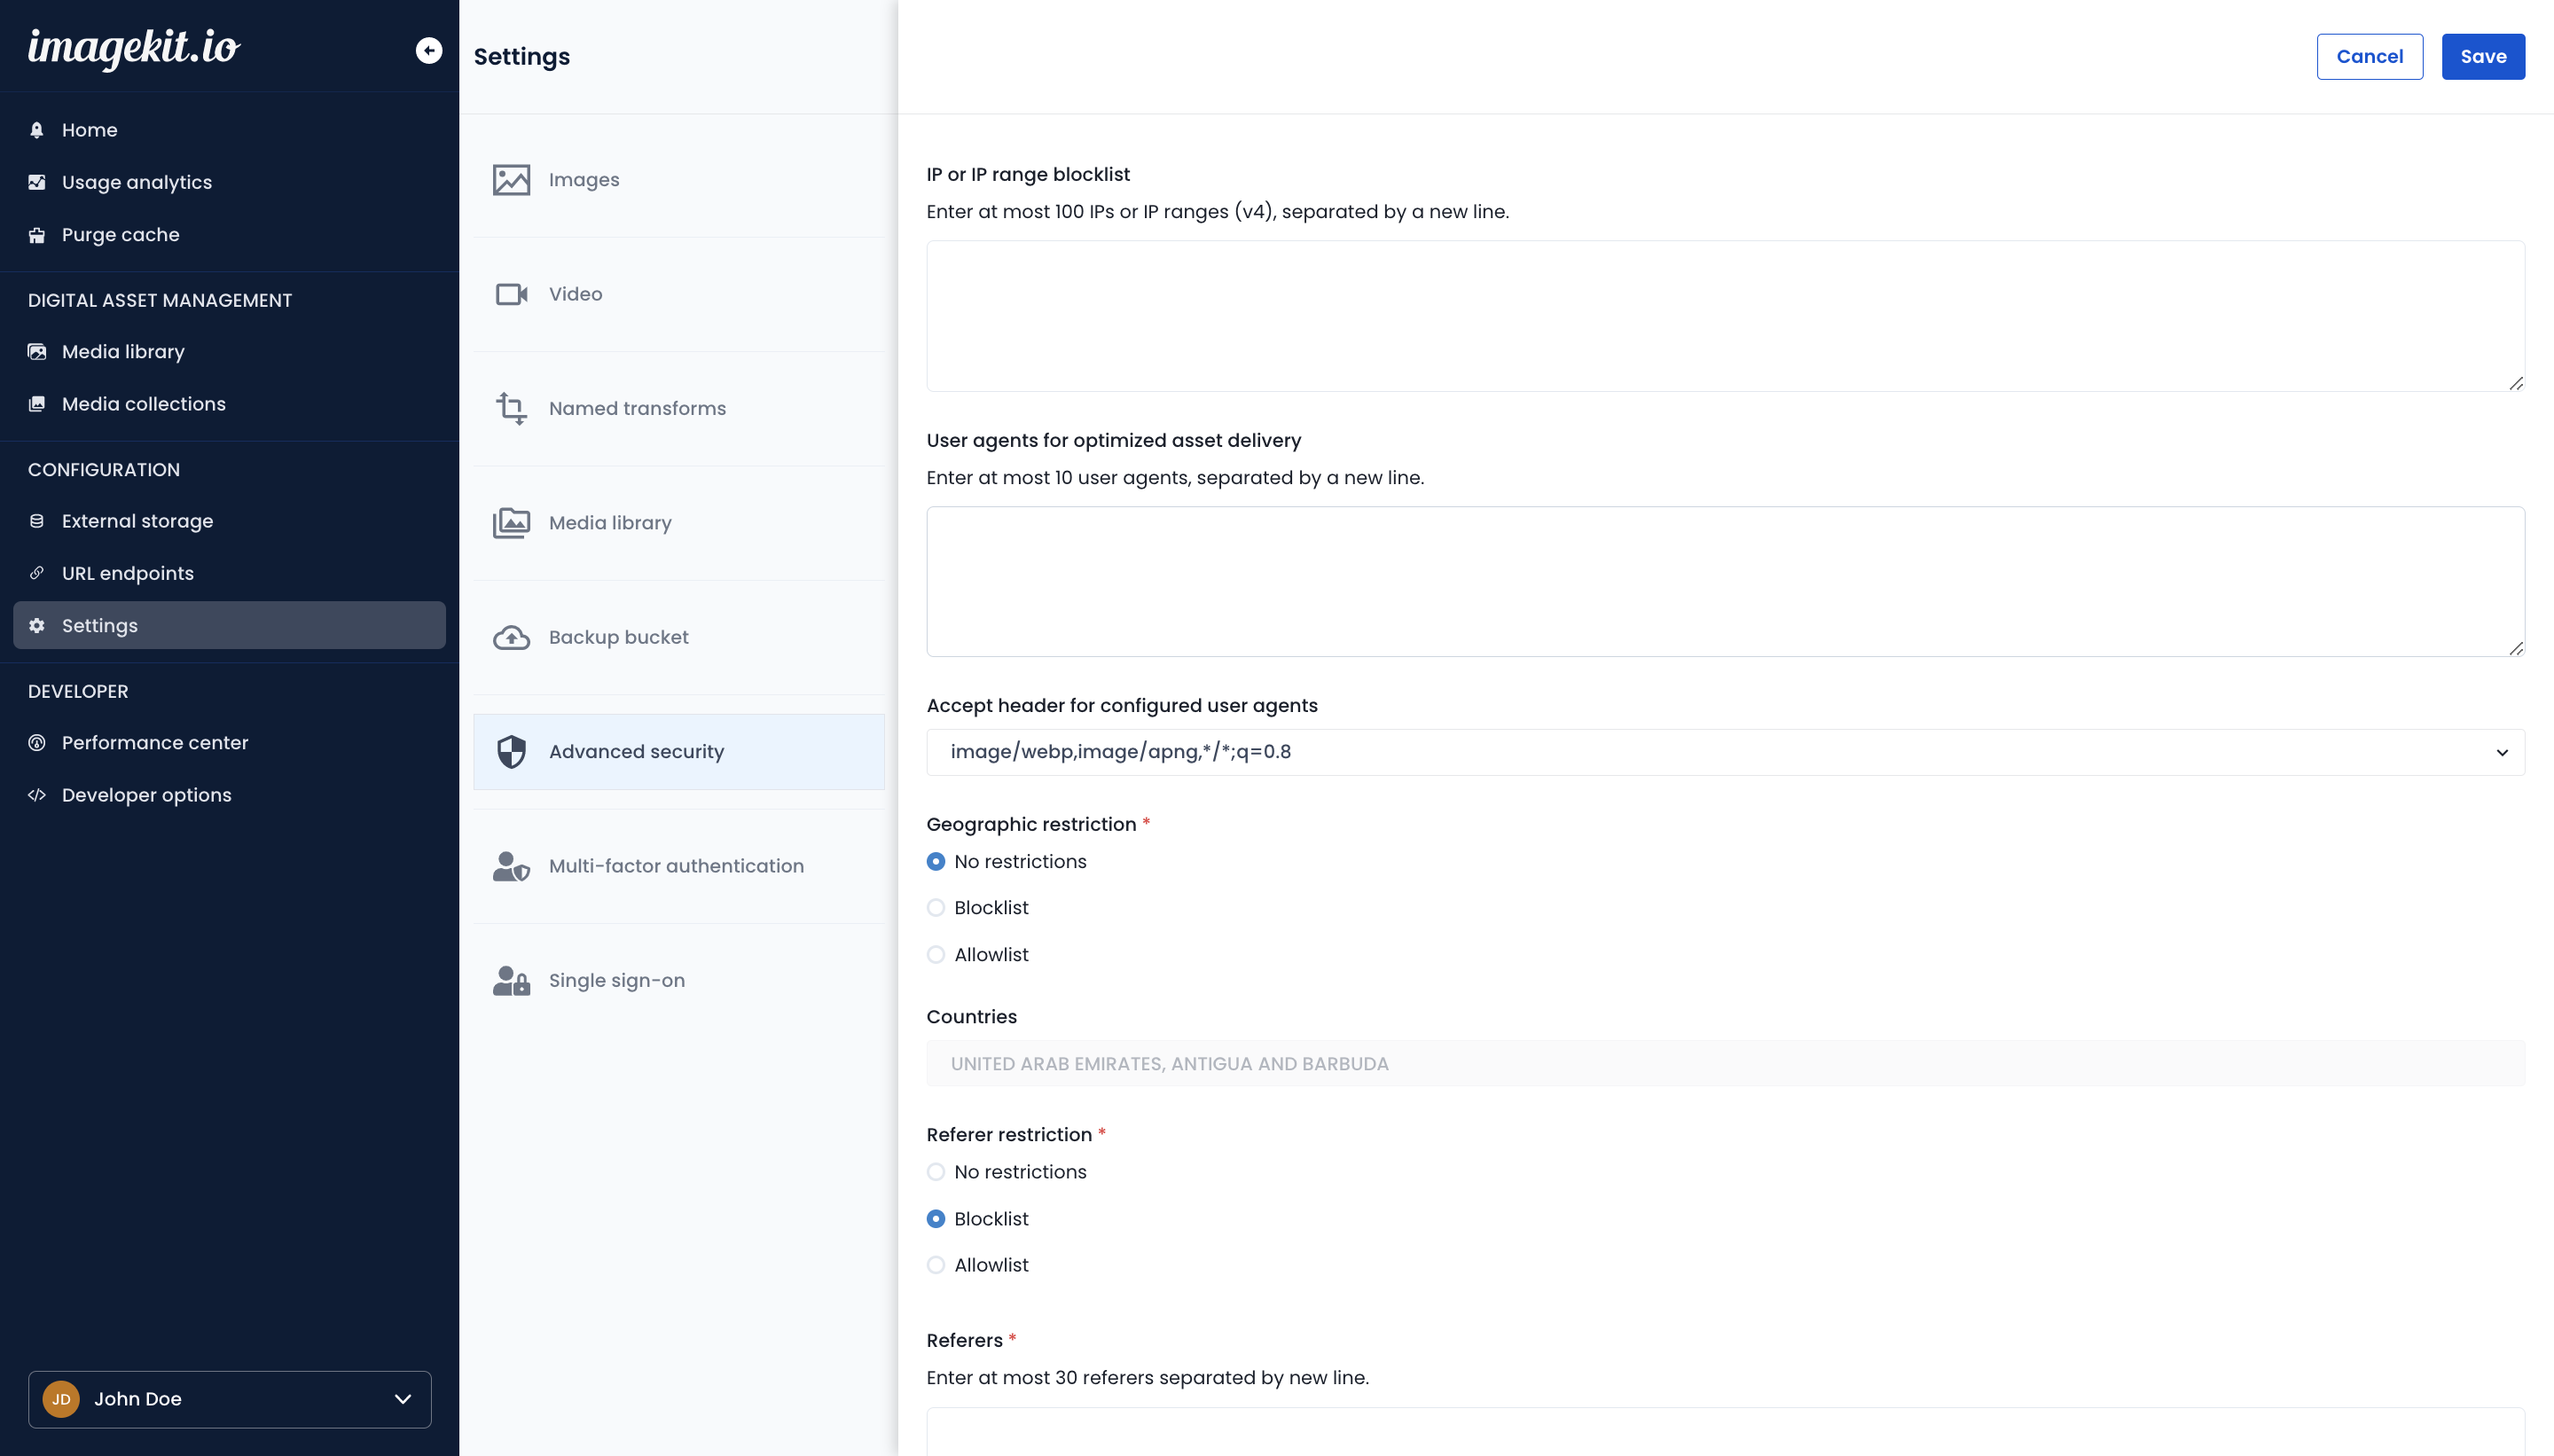 imagekit.io
Home
Usage analytics
Purge cache
DIGITAL ASSET MANAGEMENT
Media library
Media collections
CONFIGURATION
External storage
URL endpoints
Settings
DEVELOPER
Performance center
Developer options
JD
John Doe
Settings
Images
Video
Named transforms
Media library
Backup bucket
Advanced security
Multi-factor authentication
Single sign-on
Cancel
Save
IP or IP range blocklist
Enter at most 100 IPs or IP ranges (v4), separated by a new line.
User agents for optimized asset delivery
Enter at most 10 user agents, separated by a new line.
Accept header for configured user agents
image/webp,image/apng,*/*;q=0.8
Geographic restriction *
No restrictions
Blocklist
Allowlist
Countries
UNITED ARAB EMIRATES, ANTIGUA AND BARBUDA
Referer restriction *
No restrictions
Blocklist
Allowlist
Referers *
Enter at most 30 referers separated by new line.